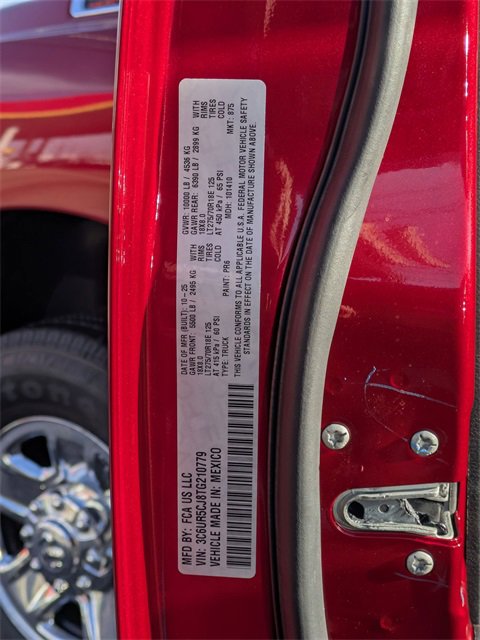 MFD BY: FCA US LLC
VIN: 3C6UR5CJ8TG210779
VEHICLE MADE IN: MEXICO
DATE OF MFR (BUILT): 10-25 GVWR: 10000 LB / 4536 KG
GAWR FRONT: 5500 LB / 2495 KG WITH GAWR REAR: 6390 LB / 2899 KG WITH
18X8.0 RIMS 18X8.0 RIMS
LT275/70R18E 125 TIRES LT275/70R18E 125 TIRES
AT 415 kPa / 60 PSI COLD AT 450 kPa / 65 PSI COLD
TYPE: TRUCK PAINT: PR6 MDH: 101410 MKT: 875
THIS VEHICLE CONFORMS TO ALL APPLICABLE U.S.A. FEDERAL MOTOR VEHICLE SAFETY
STANDARDS IN EFFECT ON THE DATE OF MANUFACTURE SHOWN ABOVE.